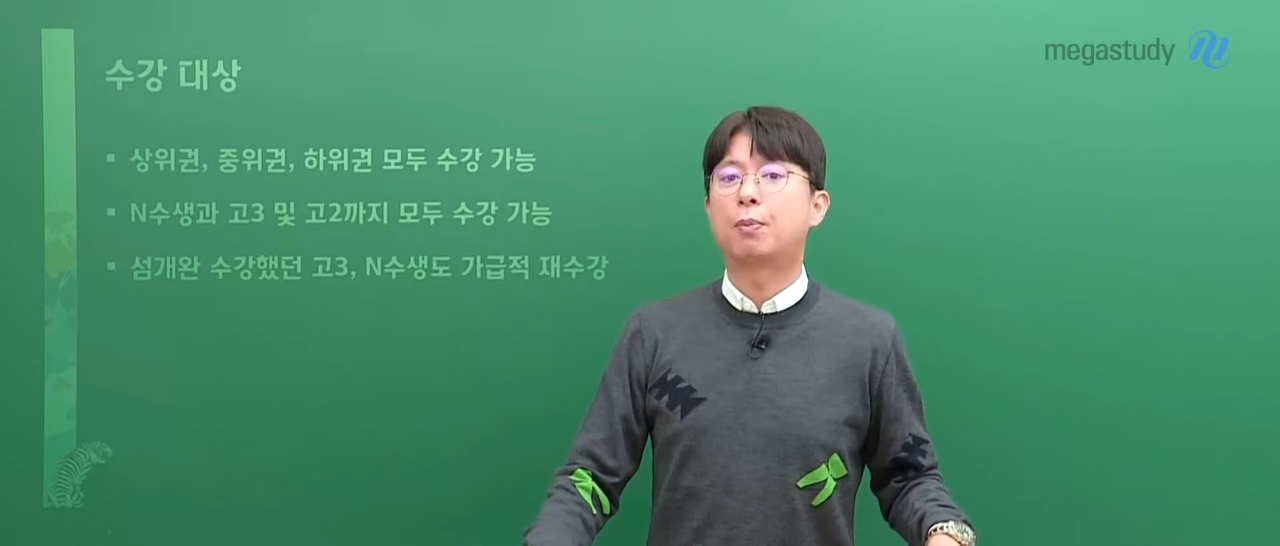 수강 대상
megastudy
▪ 상위권, 중위권, 하위권 모두 수강 가능
▪ N수생과 고3 및 고2까지 모두 수강 가능
▪ 섬개완 수강했던 고3, N수생도 가급적 재수강